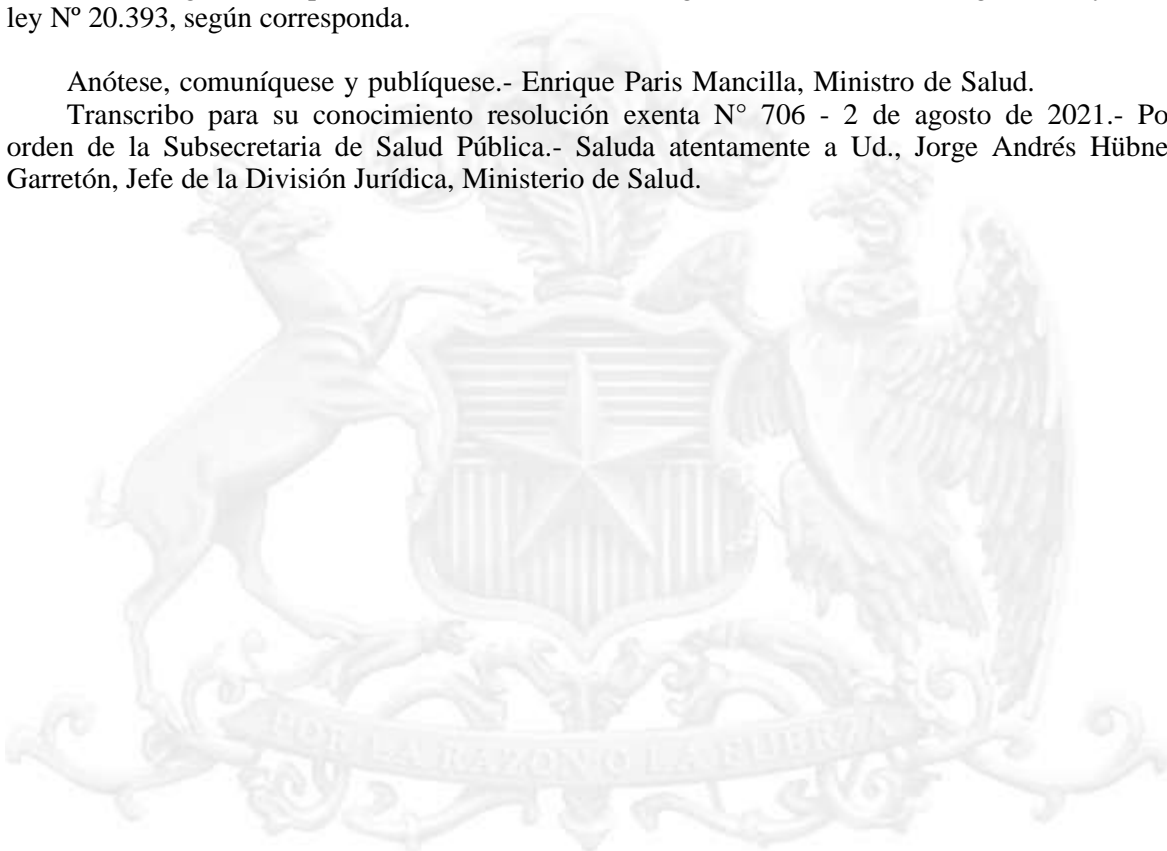 ley Nº 20.393, según corresponda.
Anótese, comuníquese y publíquese.- Enrique Paris Mancilla, Ministro de Salud.
Transcribo para su conocimiento resolución exenta N° 706 - 2 de agosto de 2021.- Po
orden de la Subsecretaria de Salud Pública.- Saluda atentamente a Ud., Jorge Andrés Hübne
Garretón, Jefe de la División Jurídica, Ministerio de Salud.
POR LA RAZON O LA FUERZA